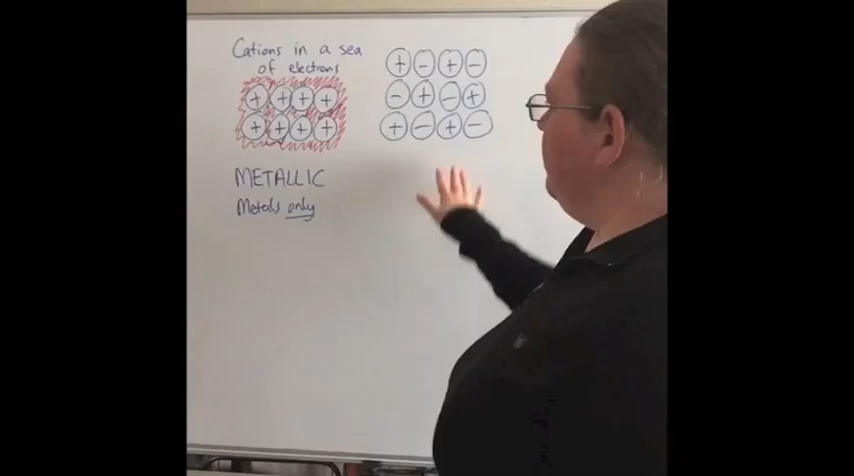 Cations in a sea
of electrons
+ + + +
+ + + +
METALLIC
Metals only
+ - + -
- + - +
+ - + -